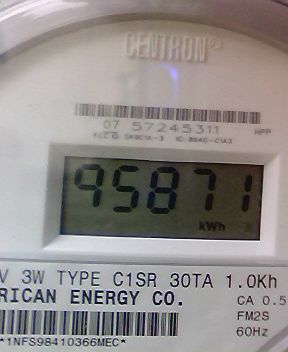 CENTRON®
07 57245311 HPP
95871
kWh
V 3W TYPE C1SR 30TA 1.0Kh
RICAN ENERGY CO.
CA 0.5
FM2S
60Hz
*1NFS98410366MEC*